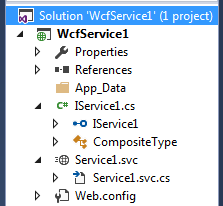 Solution 'WcfService1' (1 project)
WcfService1
Properties
References
App_Data
C# IService1.cs
IService1
CompositeType
Service1.svc
Service1.svc.cs
Web.config